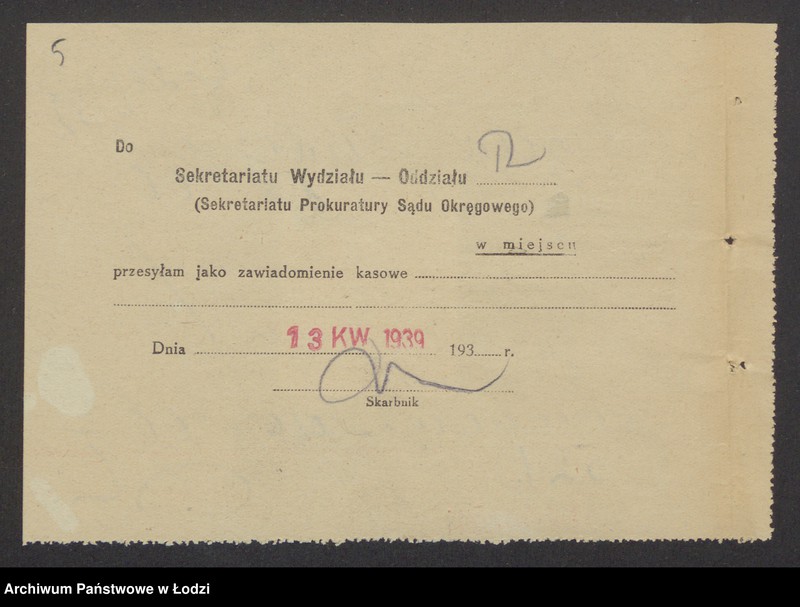 5
Do
Sekretariatu Wydziału — Oddziału
(Sekretariatu Prokuratury Sądu Okręgowego)
w miejscu
przesyłam jako zawiadomienie kasowe
Dnia 13 KW. 1939 193 r.
Skarbnik
Archiwum Państwowe w Łodzi